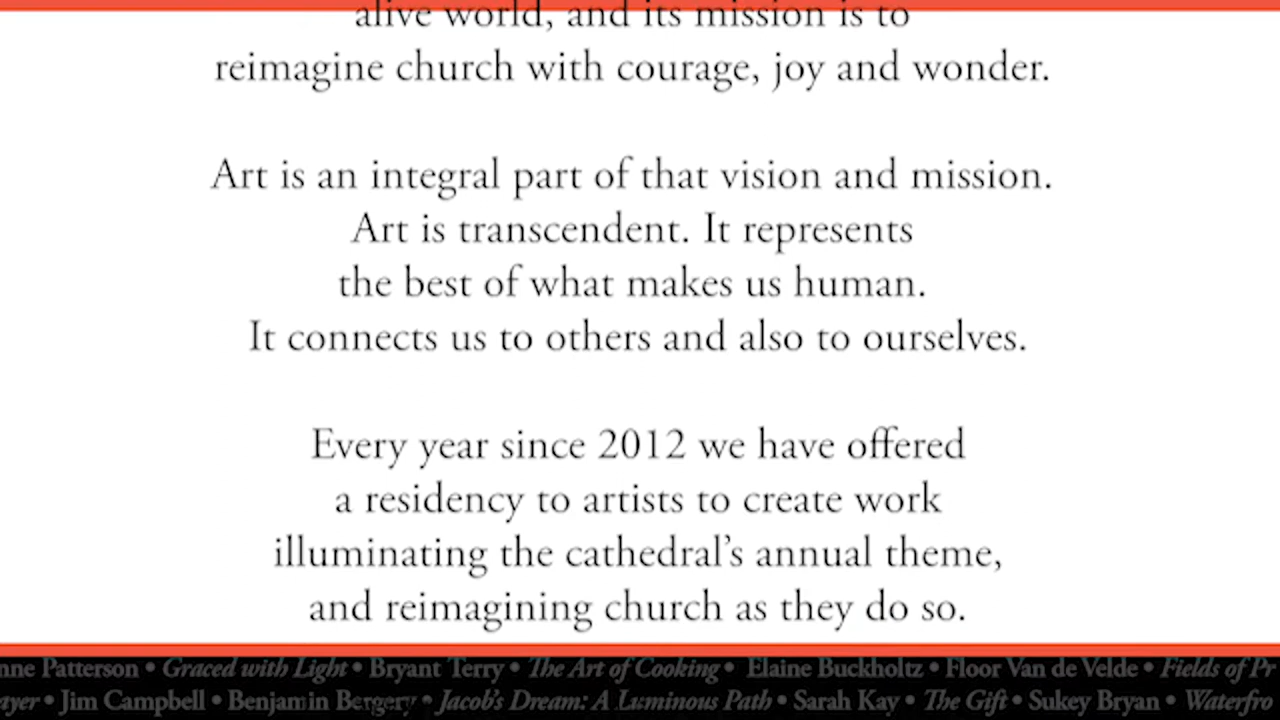 alive world, and its mission is to
reimagine church with courage, joy and wonder.
Art is an integral part of that vision and mission.
Art is transcendent. It represents
the best of what makes us human.
It connects us to others and also to ourselves.
Every year since 2012 we have offered
a residency to artists to create work
illuminating the cathedral’s annual theme,
and reimagining church as they do so.
nne Patterson • Graced with Light • Bryant Terry • The Art of Cooking • Elaine Buckholtz • Floor Van de Velde • Fields of Pr
ayer • Jim Campbell • Benjamin Bergery • Jacob’s Dream: A Luminous Path • Sarah Kay • The Gift • Sukey Bryan • Waterfro